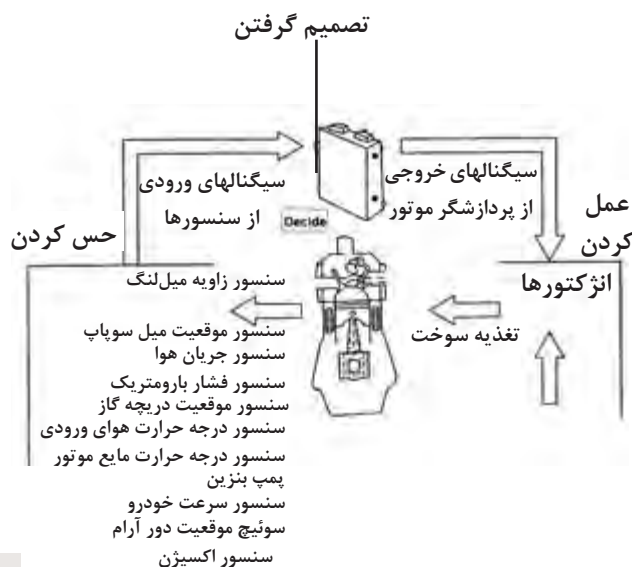 تصمیم گرفتن
سیگنالهای ورودی
از سنسورها
سیگنالهای خروجی
از پردازشگر موتور
Decide
حس کردن
عمل
کردن
انژکتورها
تغذیه سوخت
سنسور زاویه میل‌لنگ
سنسور موقعیت میل سوپاپ
سنسور جریان هوا
سنسور فشار بارومتریک
سنسور موقعیت دریچه گاز
سنسور درجه حرارت هوای ورودی
سنسور درجه حرارت مایع موتور
پمپ بنزین
سنسور سرعت خودرو
سوئیچ موقعیت دور آرام
سنسور اکسیژن